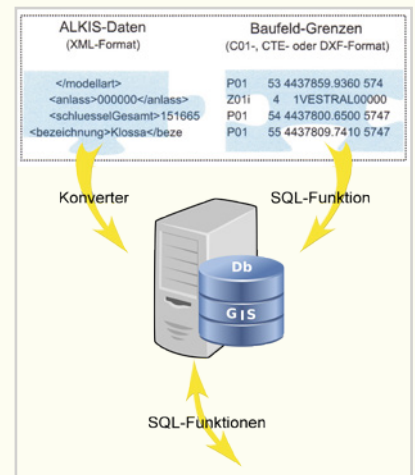 ALKIS-Daten
(XML-Format)
</modellart>
<anlass>000000</anlass>
<schluesselGesamt>151665
<bezeichnung>Klossa</beze
Baufeld-Grenzen
(C01-, CTE- oder DXF-Format)
P01 53 4437859.9360 574
Z01i 4 1VESTRAL00000
P01 54 4437800.6500 5747
P01 55 4437809.7410 5747
Konverter
SQL-Funktion
Db
GIS
SQL-Funktionen